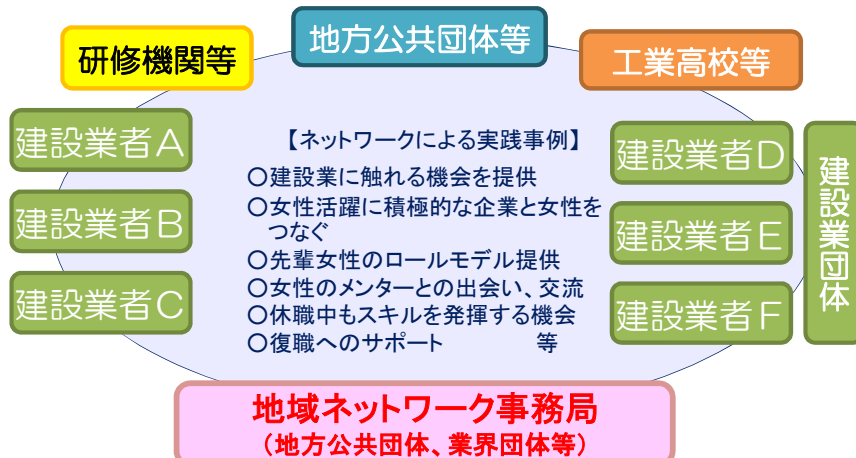 地方公共団体等
研修機関等
工業高校等
建設業者A
建設業者B
建設業者C
【ネットワークによる実践事例】
○建設業に触れる機会を提供
○女性活躍に積極的な企業と女性を
つなぐ
○先輩女性のロールモデル提供
○女性のメンターとの出会い、交流
○休職中もスキルを発揮する機会
○復職へのサポート　　　　等
建設業者D
建設業者E
建設業者F
建設業団体
地域ネットワーク事務局
（地方公共団体、業界団体等）